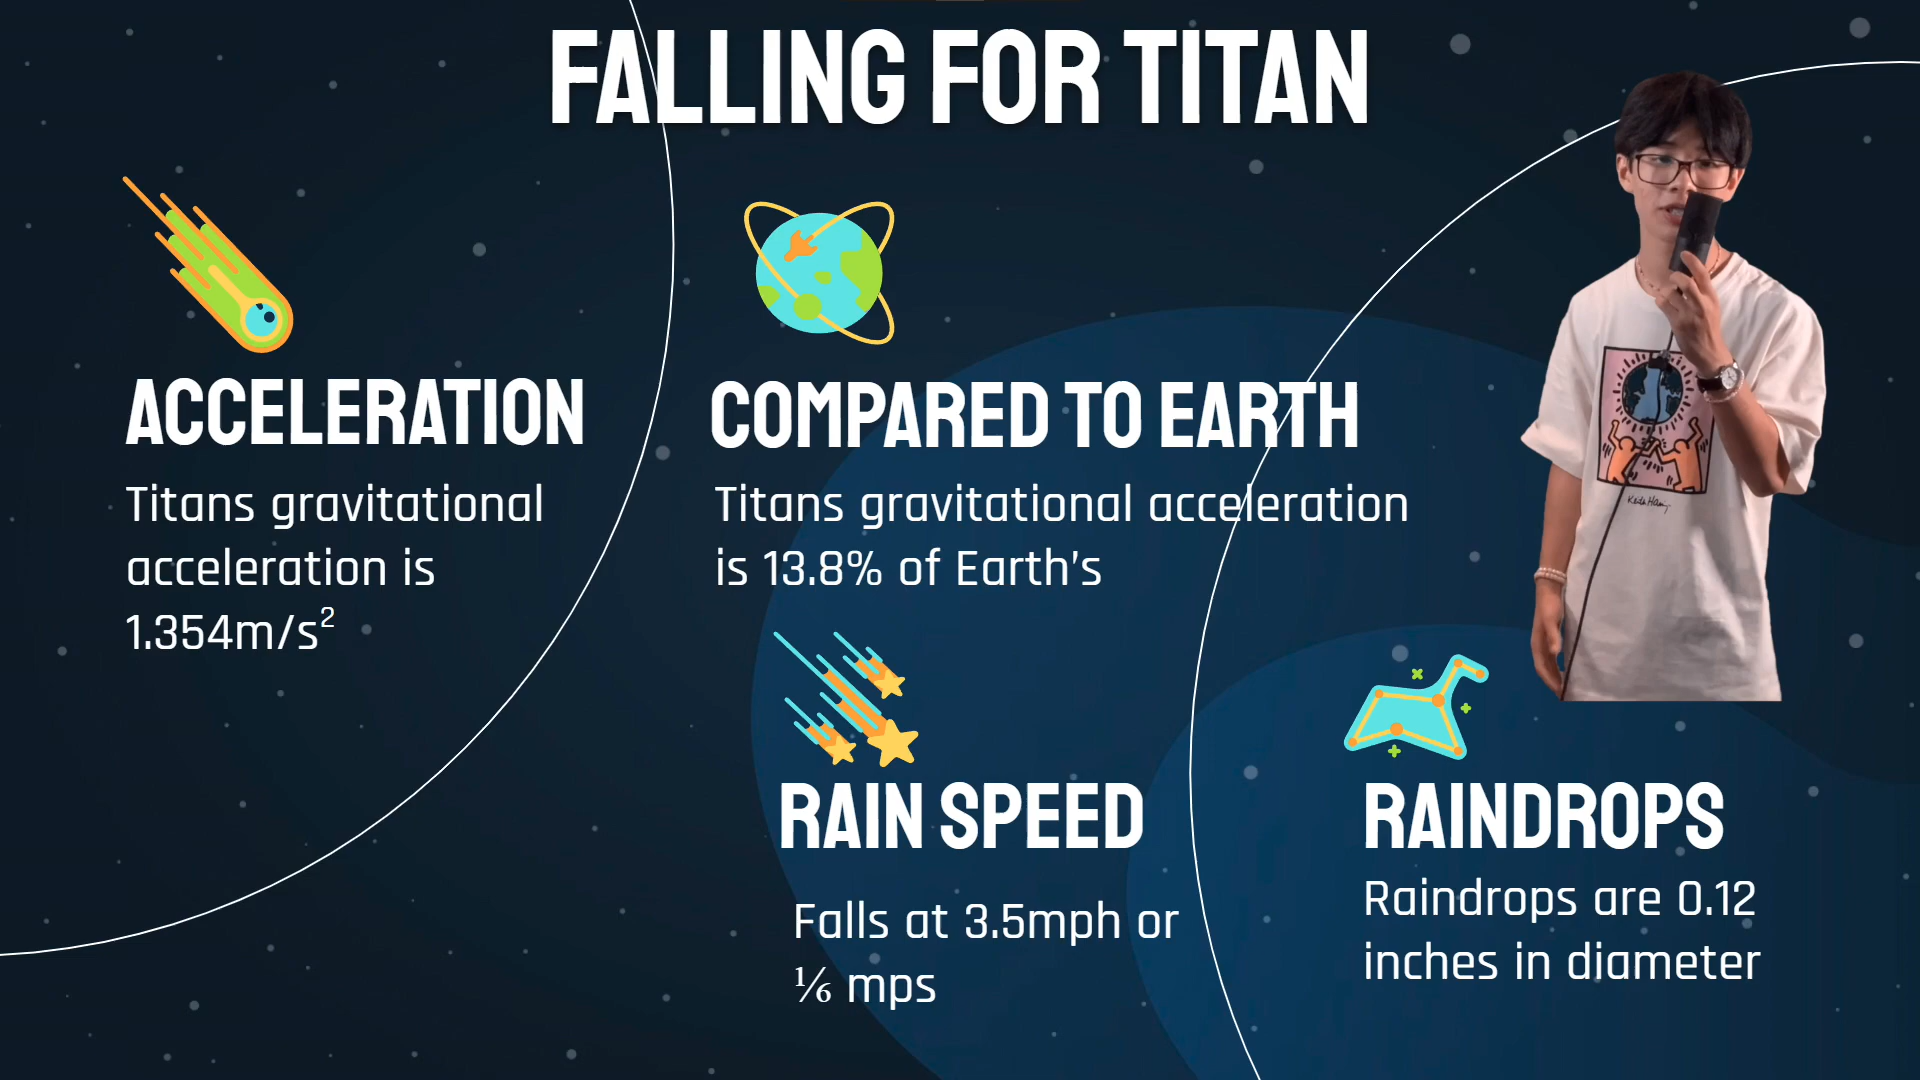 FALLING FOR TITAN
ACCELERATION
Titans gravitational
acceleration is
1.354m/s²
COMPARED TO EARTH
Titans gravitational acceleration
is 13.8% of Earth's
RAIN SPEED
Falls at 3.5mph or
⅙ mps
RAINDROPS
Raindrops are 0.12
inches in diameter
Keith Haring